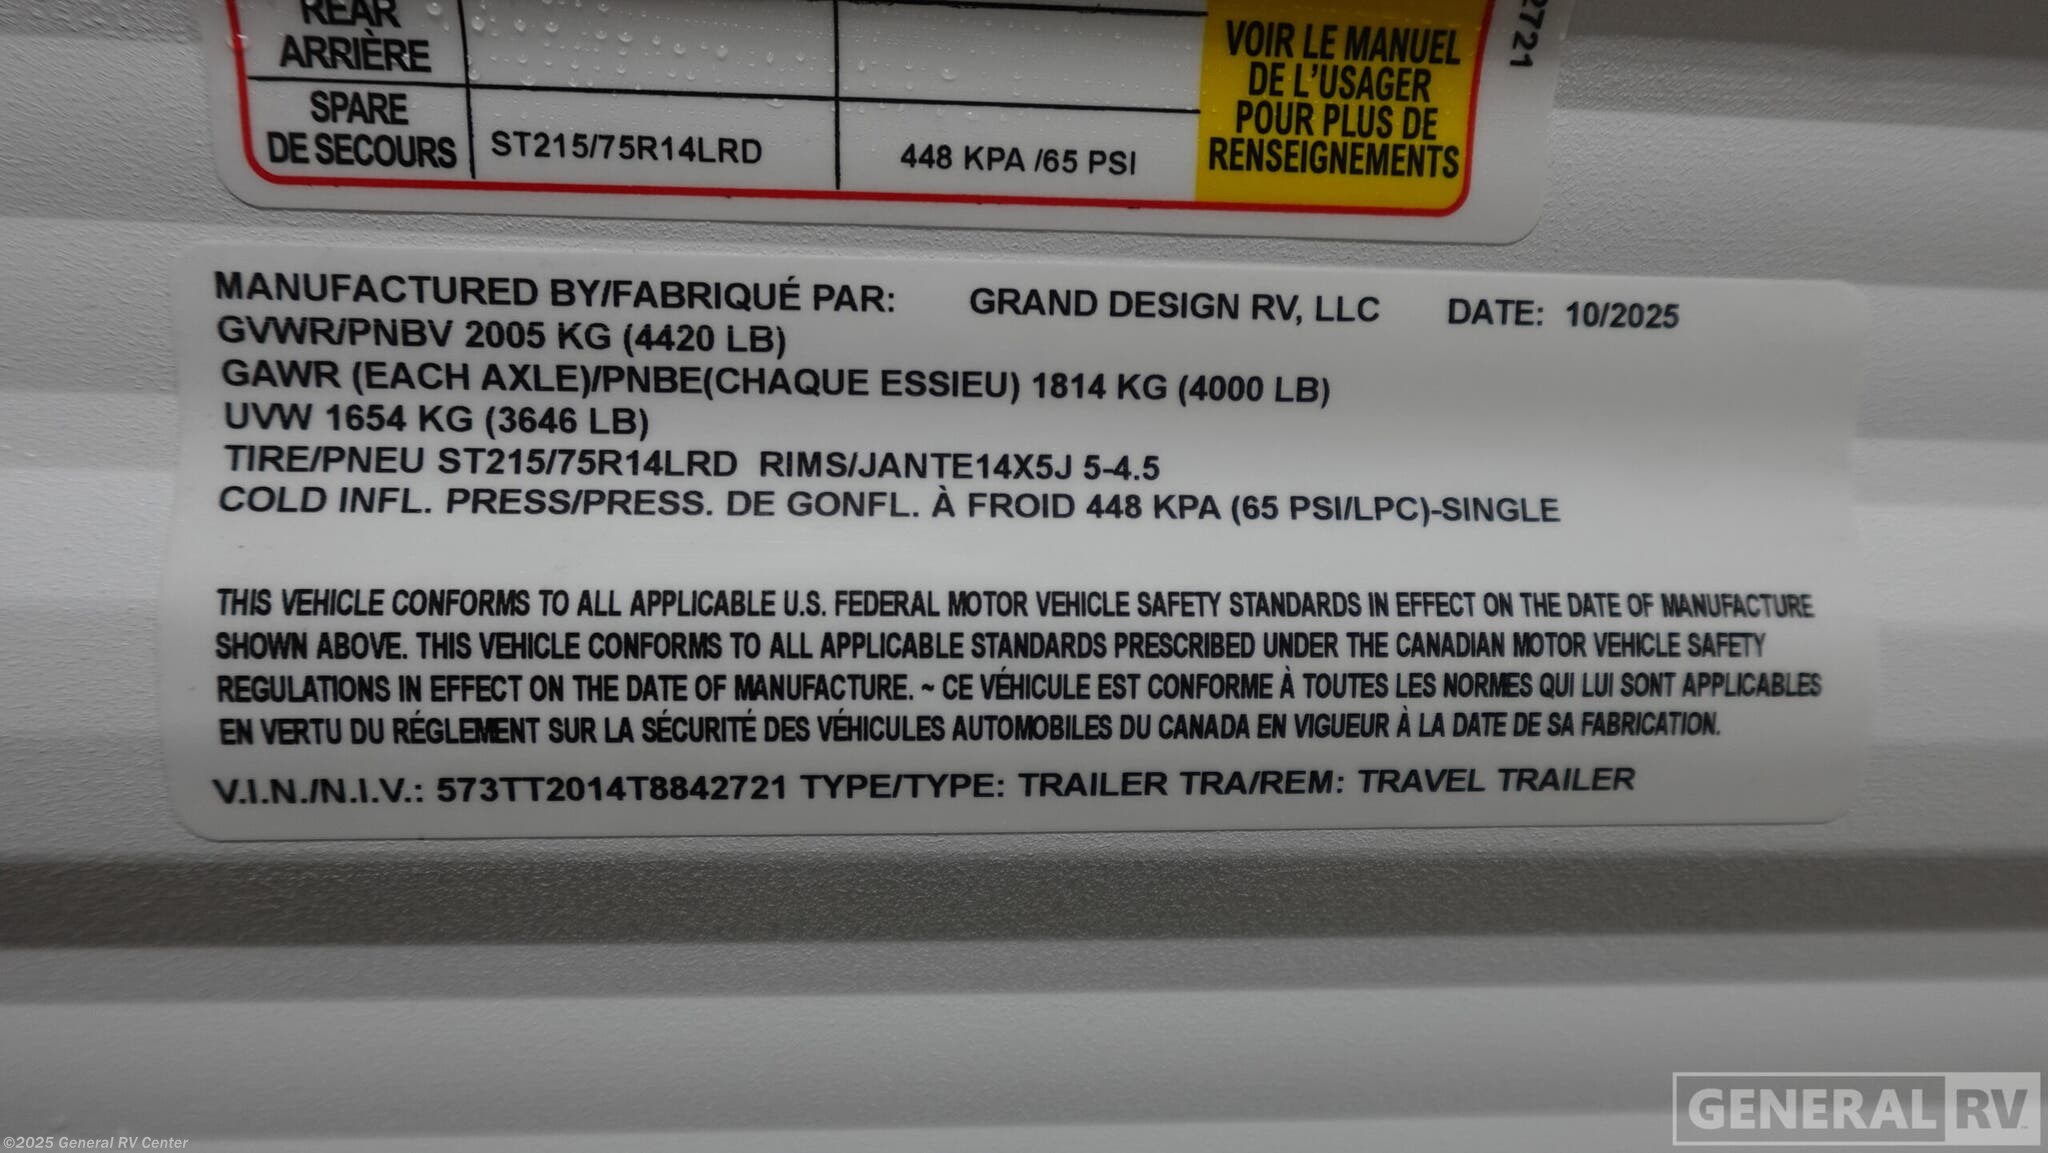 REAR
ARRIÈRE
SPARE
DE SECOURS
ST215/75R14LRD
448 KPA /65 PSI
VOIR LE MANUEL
DE L'USAGER
POUR PLUS DE
RENSEIGNEMENTS
2721
MANUFACTURED BY/FABRIQUÉ PAR: GRAND DESIGN RV, LLC DATE: 10/2025
GVWR/PNBV 2005 KG (4420 LB)
GAWR (EACH AXLE)/PNBE(CHAQUE ESSIEU) 1814 KG (4000 LB)
UVW 1654 KG (3646 LB)
TIRE/PNEU ST215/75R14LRD RIMS/JANTE14X5J 5-4.5
COLD INFL. PRESS/PRESS. DE GONFL. À FROID 448 KPA (65 PSI/LPC)-SINGLE
THIS VEHICLE CONFORMS TO ALL APPLICABLE U.S. FEDERAL MOTOR VEHICLE SAFETY STANDARDS IN EFFECT ON THE DATE OF MANUFACTURE
SHOWN ABOVE. THIS VEHICLE CONFORMS TO ALL APPLICABLE STANDARDS PRESCRIBED UNDER THE CANADIAN MOTOR VEHICLE SAFETY
REGULATIONS IN EFFECT ON THE DATE OF MANUFACTURE. ~ CE VÉHICULE EST CONFORME À TOUTES LES NORMES QUI LUI SONT APPLICABLES
EN VERTU DU RÉGLEMENT SUR LA SÉCURITÉ DES VÉHICULES AUTOMOBILES DU CANADA EN VIGUEUR À LA DATE DE SA FABRICATION.
V.I.N./N.I.V.: 573TT2014T8842721 TYPE/TYPE: TRAILER TRA/REM: TRAVEL TRAILER
GENERAL RV
©2025 General RV Center